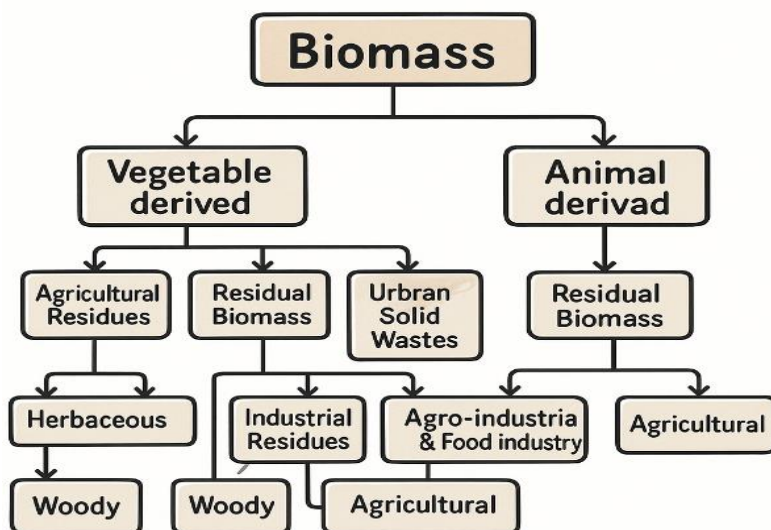 Biomass
Vegetable
derived
Animal
derivad
Agricultural
Residues
Residual
Biomass
Urbran
Solid
Wastes
Residual
Biomass
Herbaceous
Industrial
Residues
Agro-industria
& Food industry
Agricultural
Woody
Woody
Agricultural